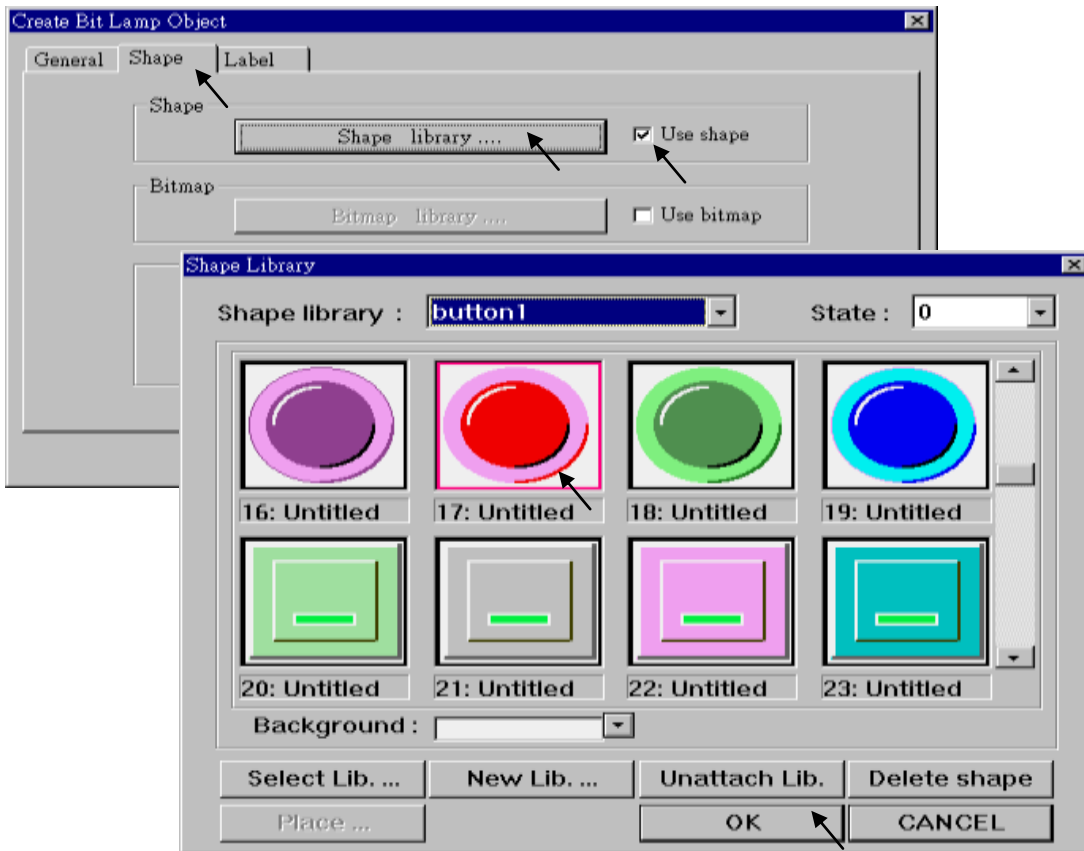 Create Bit Lamp Object
General Shape Label
Shape
Shape library .... Use shape
Bitmap
Bitmap library .... Use bitmap
Shape Library
Shape library : button1 State : 0
16: Untitled 17: Untitled 18: Untitled 19: Untitled
20: Untitled 21: Untitled 22: Untitled 23: Untitled
Background :
Select Lib. ... New Lib. ... Unattach Lib. Delete shape
Place ... OK CANCEL